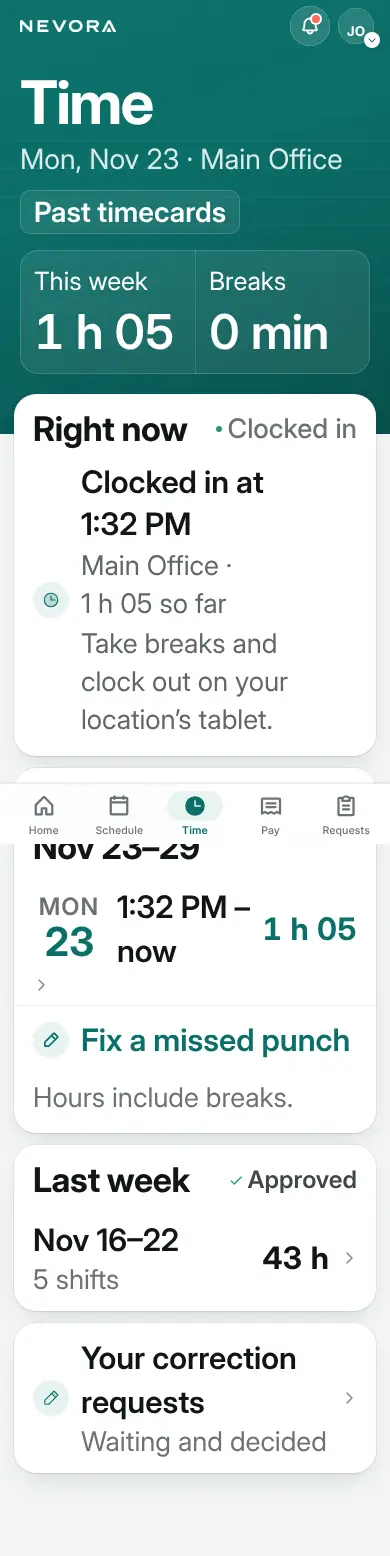 NEVORA
JO
Time
Mon, Nov 23 · Main Office
Past timecards
This week
Breaks
1 h 05
0 min
Right now
Clocked in
Clocked in at
1:32 PM
Main Office ·
1 h 05 so far
Take breaks and
clock out on your
location’s tablet.
Home
Schedule
Time
Pay
Requests
Nov 23–29
MON
23
1:32 PM –
now
1 h 05
Fix a missed punch
Hours include breaks.
Last week
Approved
Nov 16–22
5 shifts
43 h
Your correction
requests
Waiting and decided